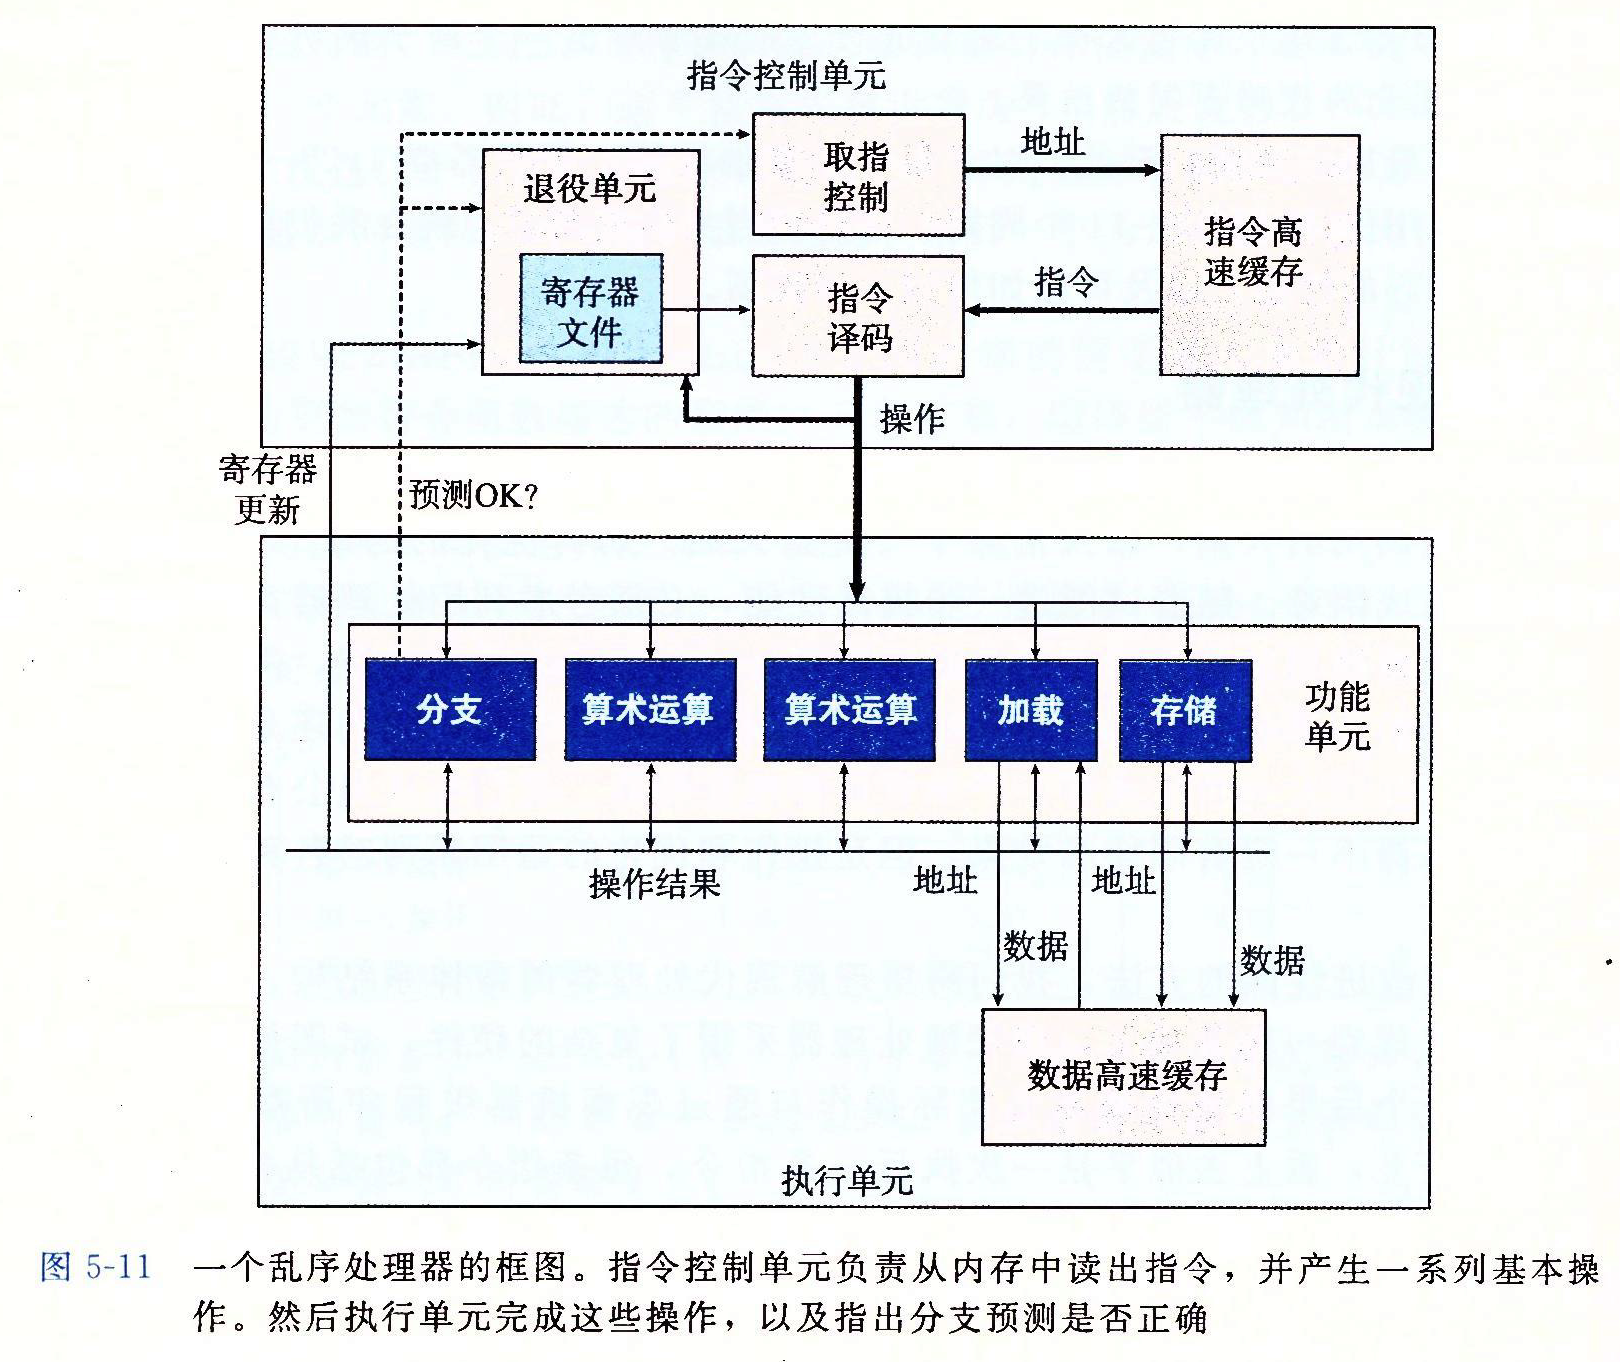 指令控制单元
取指
控制
地址
退役单元
指令高
速缓存
寄存器
文件
指令
译码
指令
操作
寄存器
更新
预测OK?
分支
算术运算
算术运算
加载
存储
功能
单元
操作结果
地址
地址
数据
数据
数据高速缓存
执行单元
图 5-11 一个乱序处理器的框图。指令控制单元负责从内存中读出指令，并产生一系列基本操
作。然后执行单元完成这些操作，以及指出分支预测是否正确